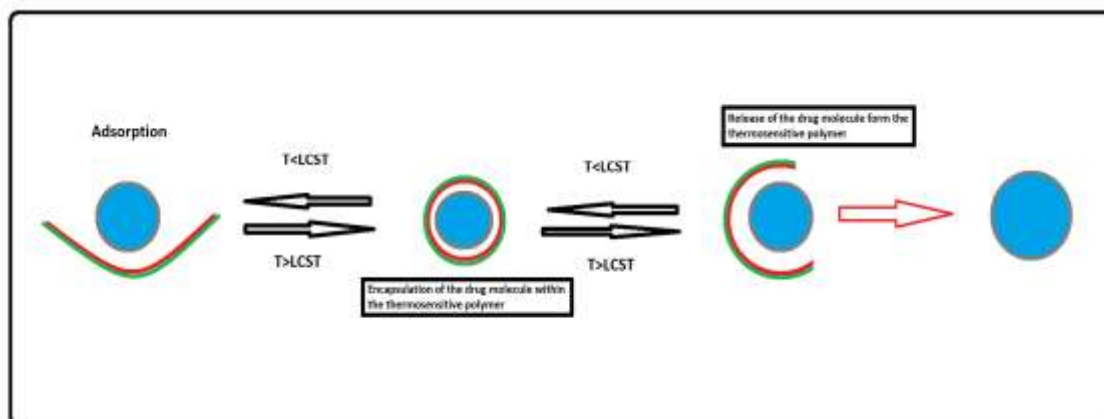 Adsorption
T<LCST
T>LCST
Encapsulation of the drug molecule within
the thermosensitive polymer
T<LCST
T>LCST
Release of the drug molecule form the
thermosensitive polymer